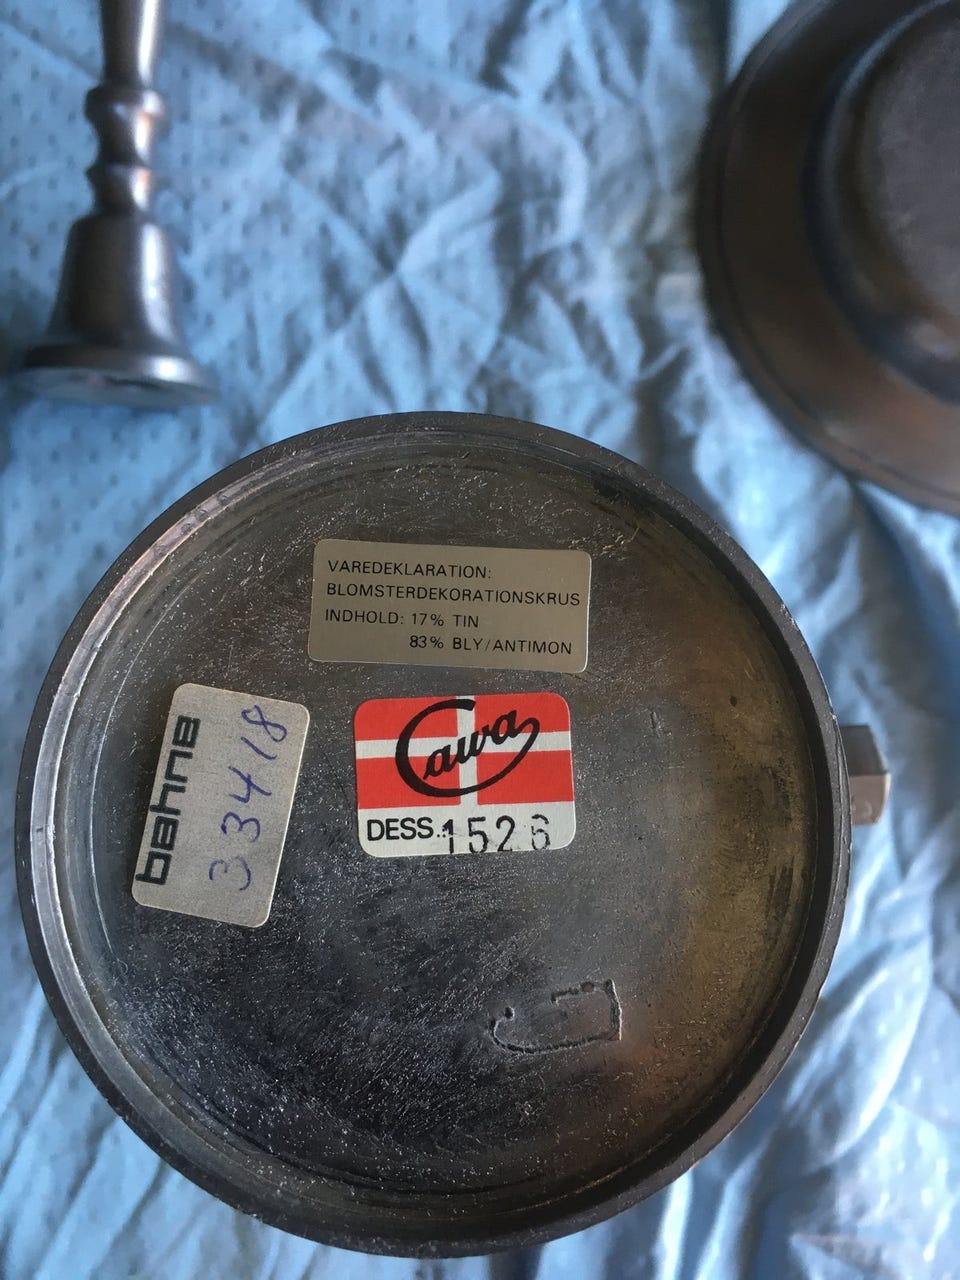 VAREDEKLARATION:
BLOMSTERDEKORATIONSKRUS
INDHOLD: 17% TIN
83% BLY/ANTIMON
bahne
33418
Cawa
DESS. 1526